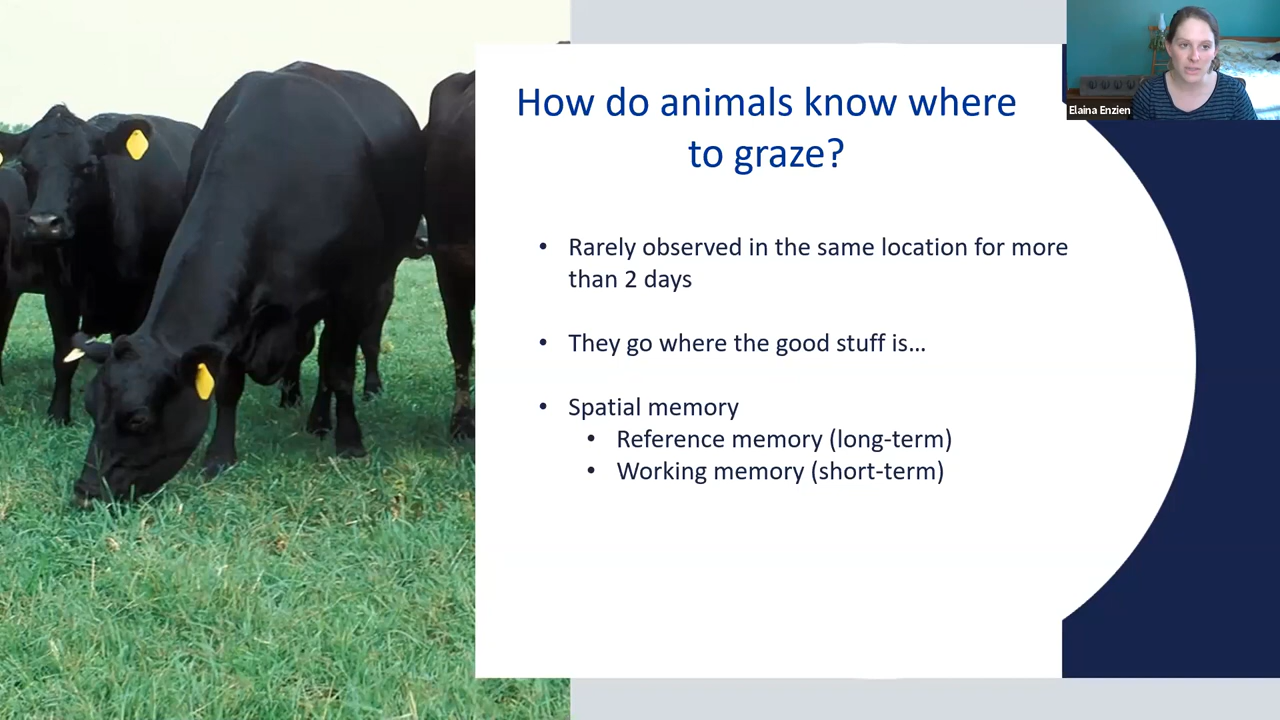 How do animals know where
to graze?
Elaina Enzien
• Rarely observed in the same location for more
than 2 days
• They go where the good stuff is…
• Spatial memory
• Reference memory (long-term)
• Working memory (short-term)